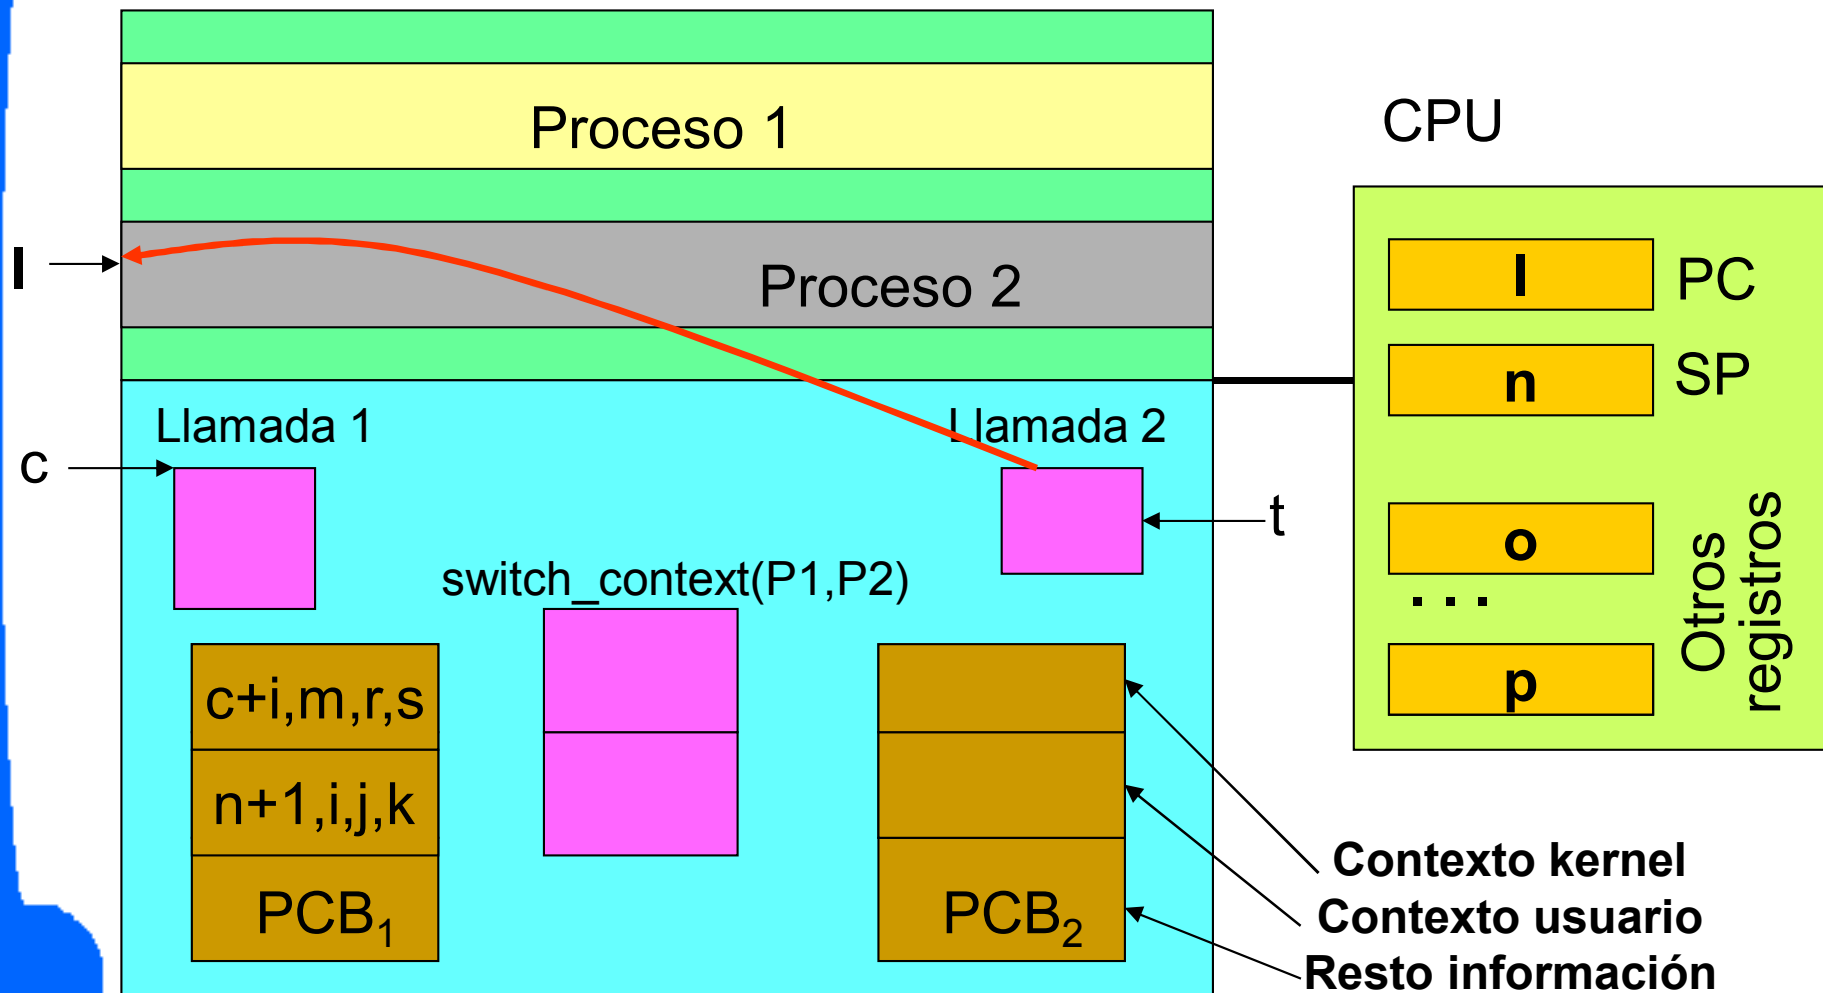 Proceso 1
CPU
l
Proceso 2
l
PC
n
SP
Llamada 1
Llamada 2
c
t
o
. . .
p
Otros
registros
switch_context(P1,P2)
c+i,m,r,s
n+1,i,j,k
PCB₁
PCB₂
Contexto kernel
Contexto usuario
Resto información